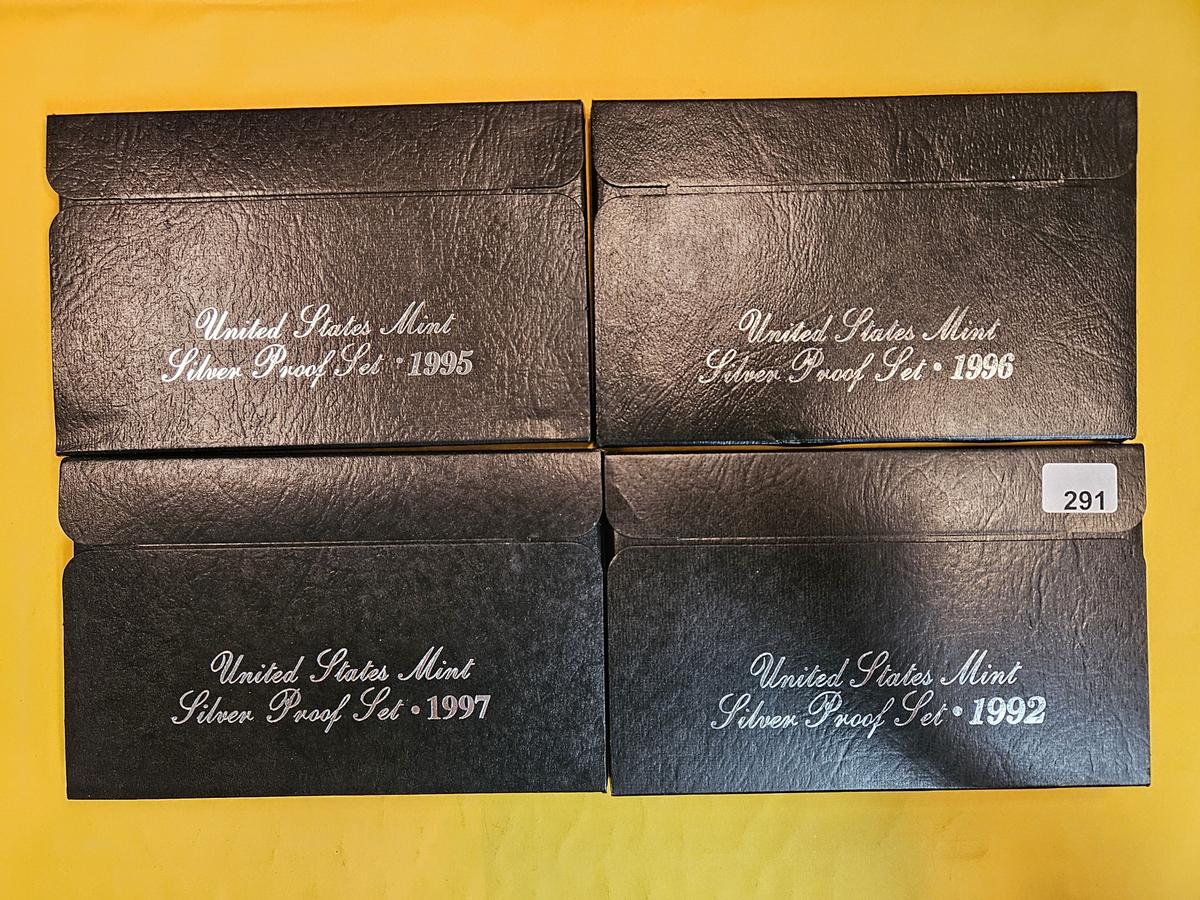 United States Mint
Silver Proof Set • 1995
United States Mint
Silver Proof Set • 1996
United States Mint
Silver Proof Set • 1997
291
United States Mint
Silver Proof Set • 1992